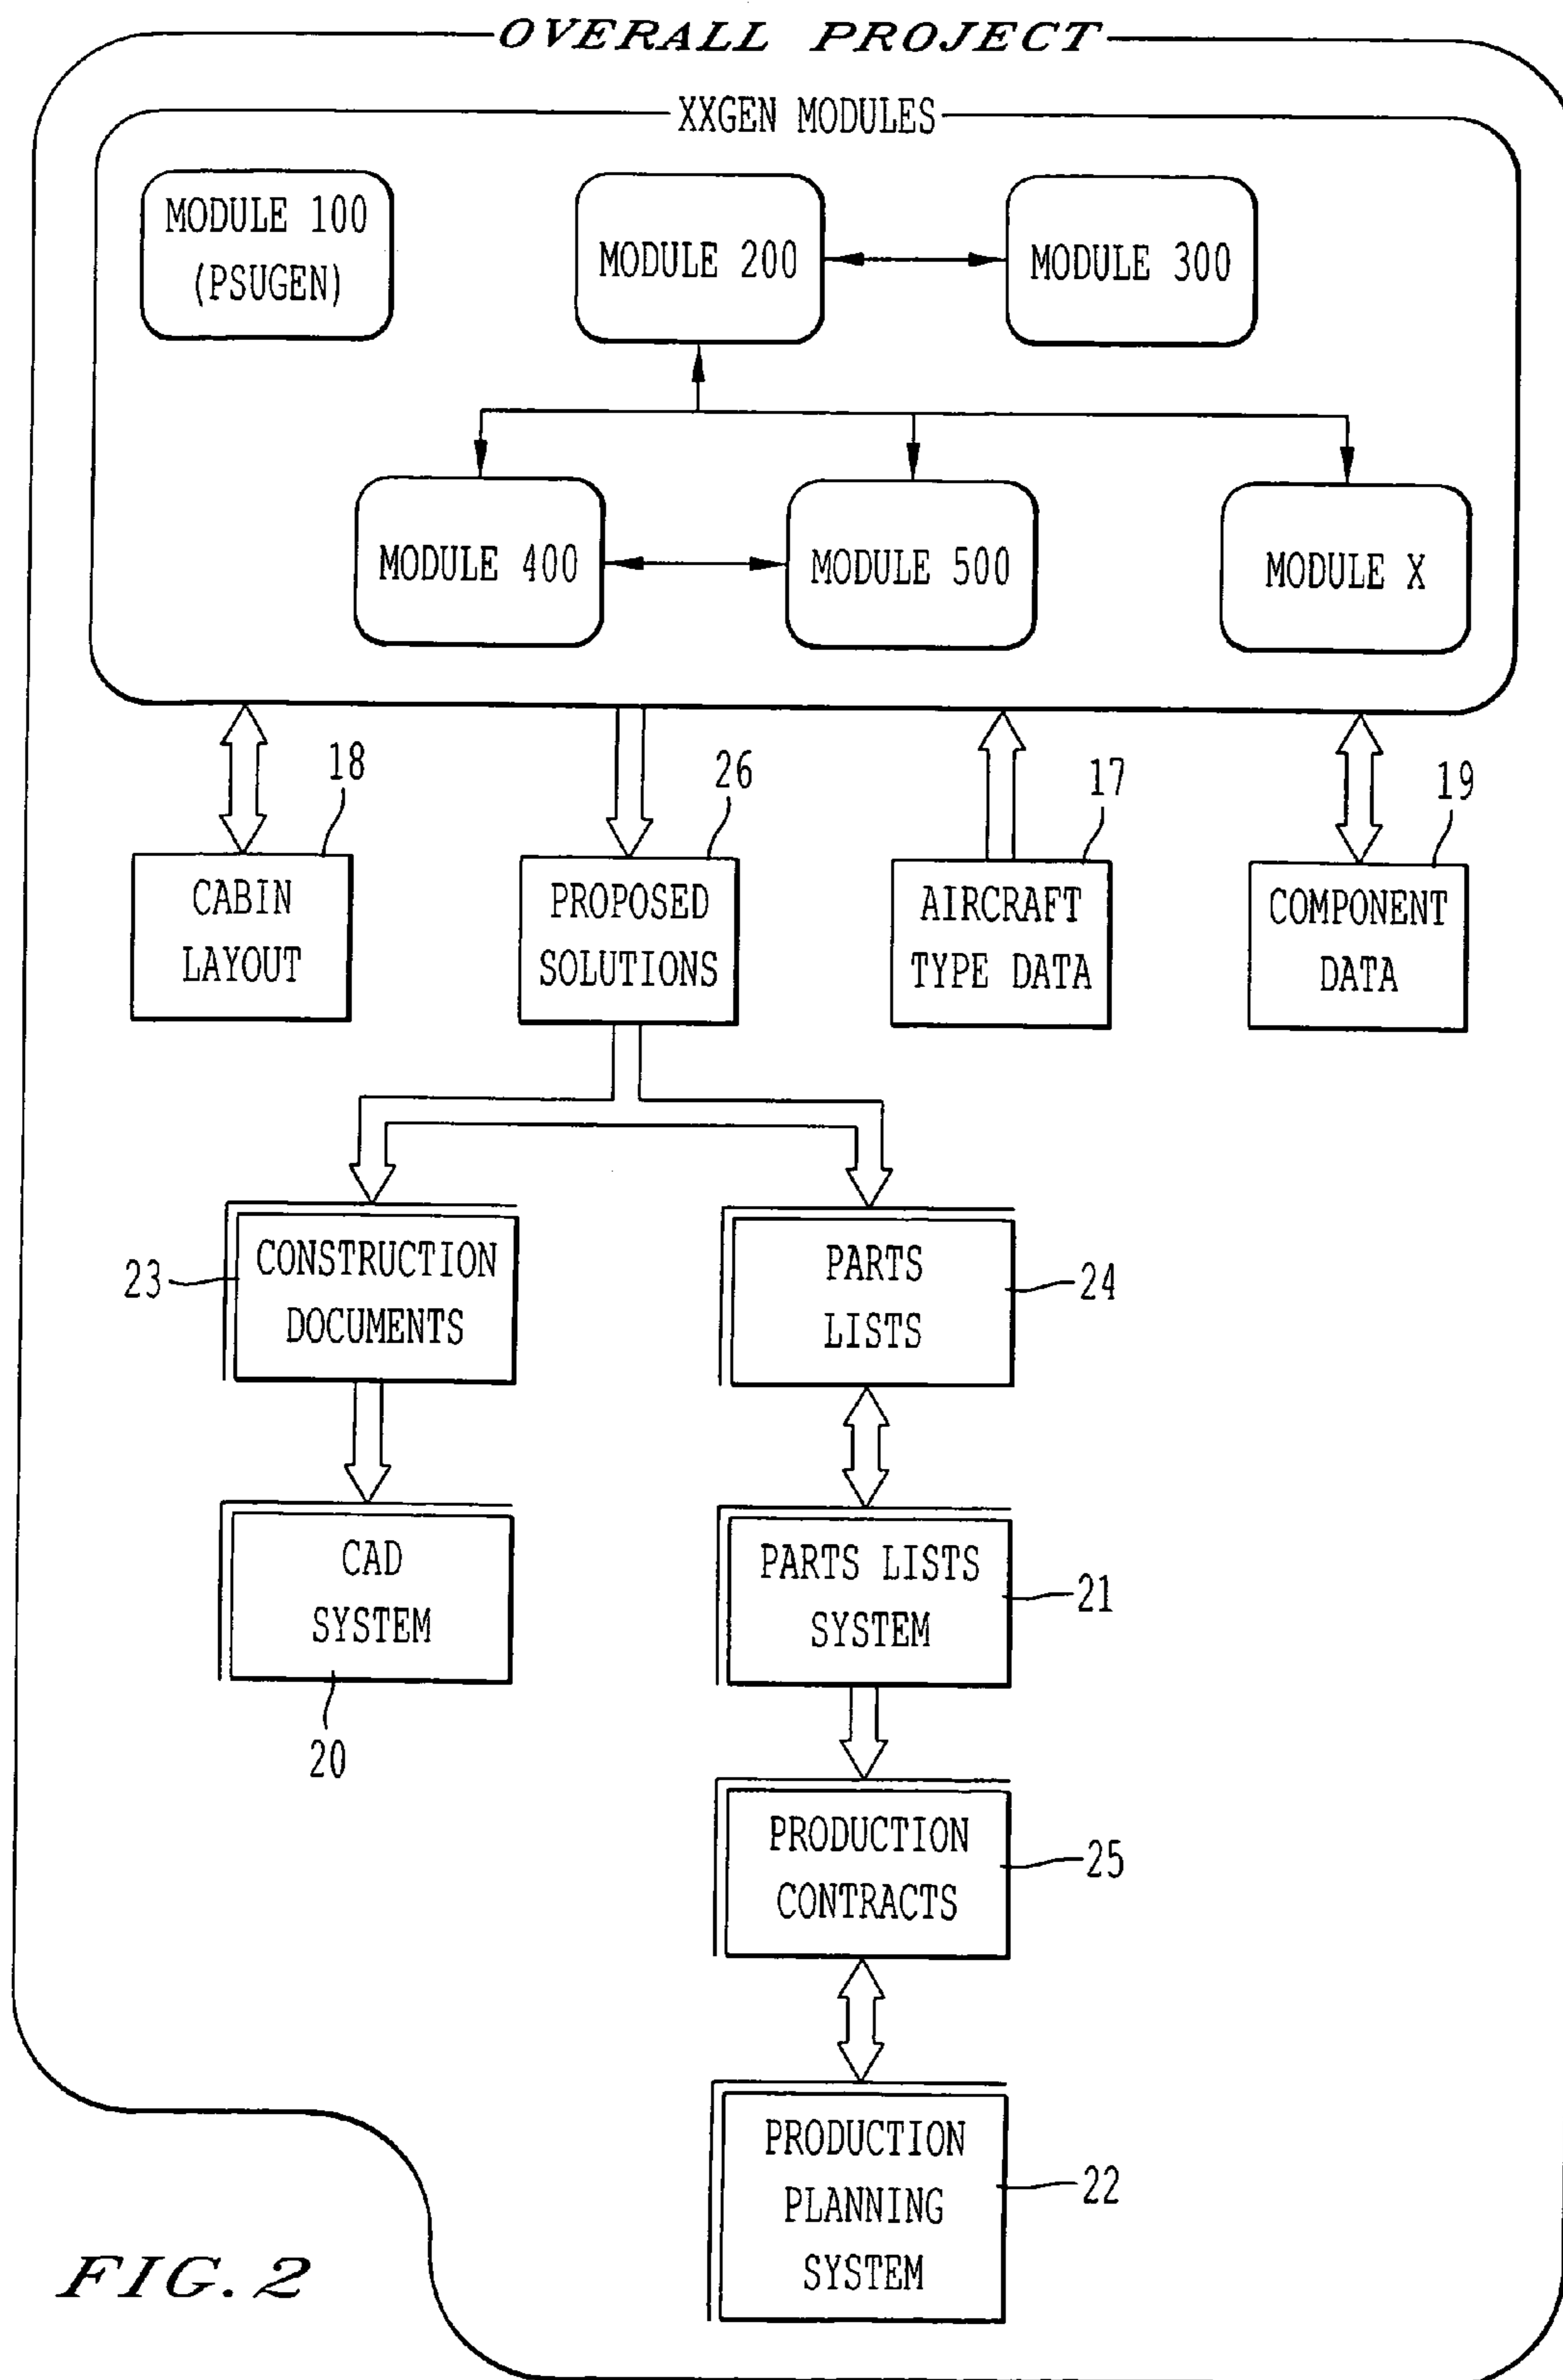 OVERALL PROJECT
XXGEN MODULES
MODULE 100
(PSUGEN)
MODULE 200
MODULE 300
MODULE 400
MODULE 500
MODULE X
18
26
17
19
CABIN
LAYOUT
PROPOSED
SOLUTIONS
AIRCRAFT
TYPE DATA
COMPONENT
DATA
23
CONSTRUCTION
DOCUMENTS
PARTS
LISTS
24
CAD
SYSTEM
20
PARTS LISTS
SYSTEM
21
PRODUCTION
CONTRACTS
25
PRODUCTION
PLANNING
SYSTEM
22
FIG. 2